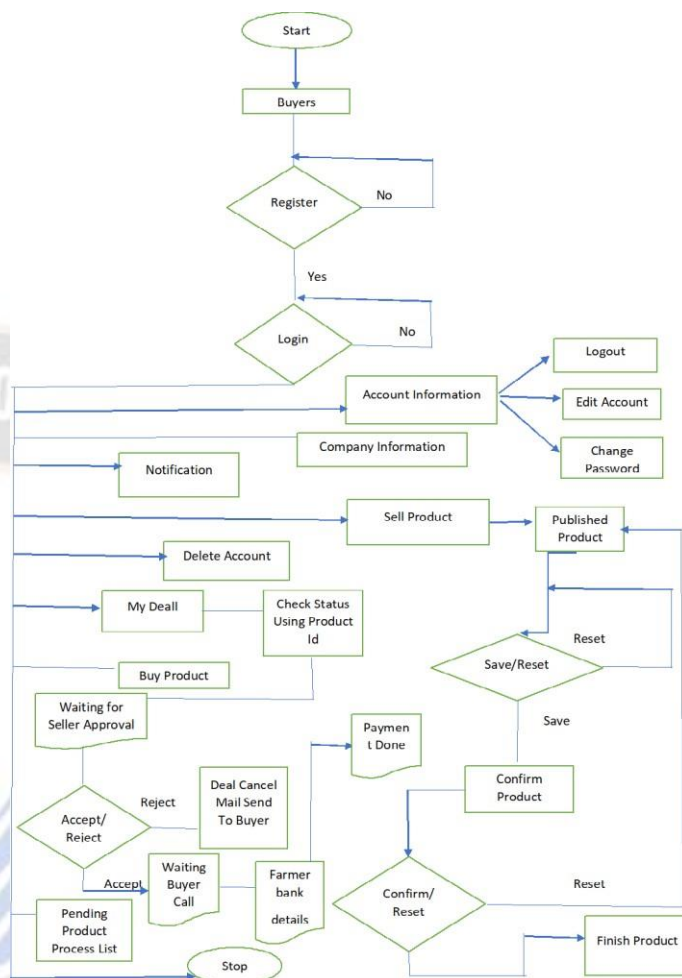 Start
Buyers
No
Register
Yes
No
Login
Logout
Account Information
Edit Account
Company Information
Change
Password
Notification
Sell Product
Published
Product
Delete Account
My Deall
Check Status
Using Product
Id
Reset
Save/Reset
Buy Product
Waiting for
Seller Approval
Save
Paymen
t Done
Confirm
Product
Deal Cancel
Mail Send
To Buyer
Reject
Accept/
Reject
Accept
Waiting
Buyer
Call
Farmer
bank
details
Confirm/
Reset
Reset
Pending
Product
Process List
Finish Product
Stop